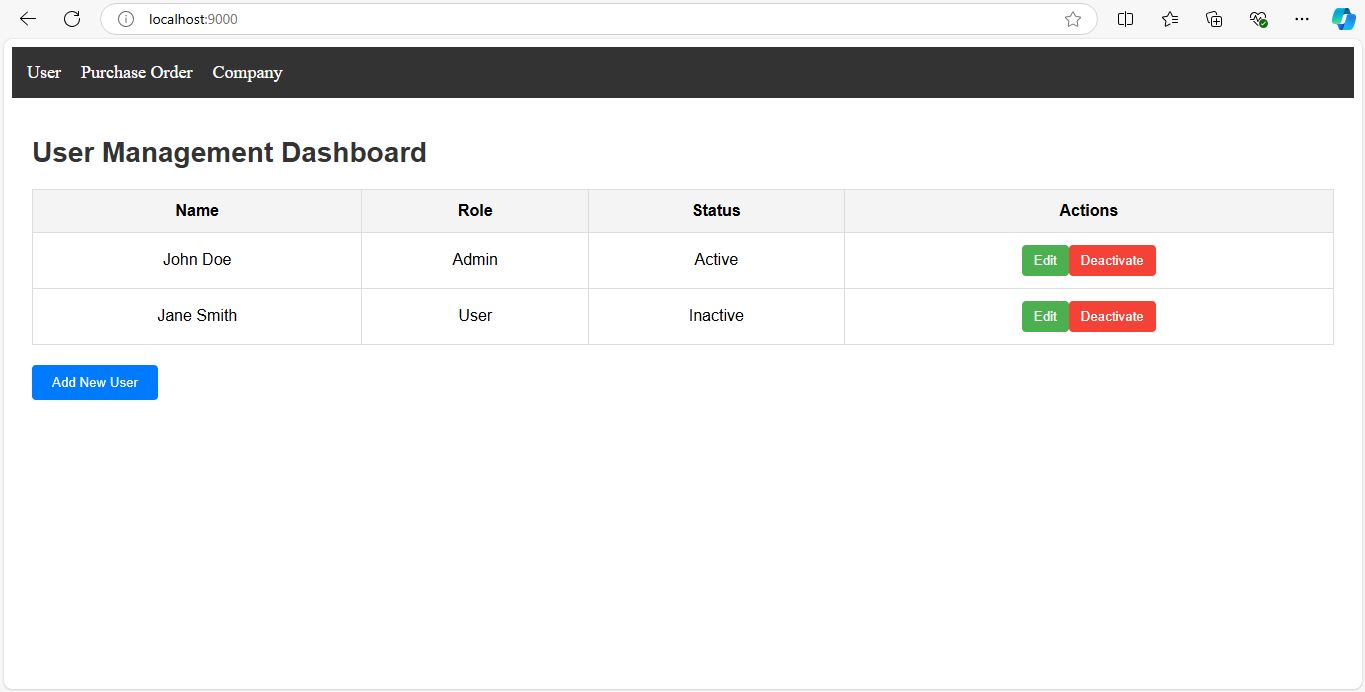 localhost:9000
User Purchase Order Company
User Management Dashboard
Name Role Status Actions
John Doe Admin Active Edit Deactivate
Jane Smith User Inactive Edit Deactivate
Add New User